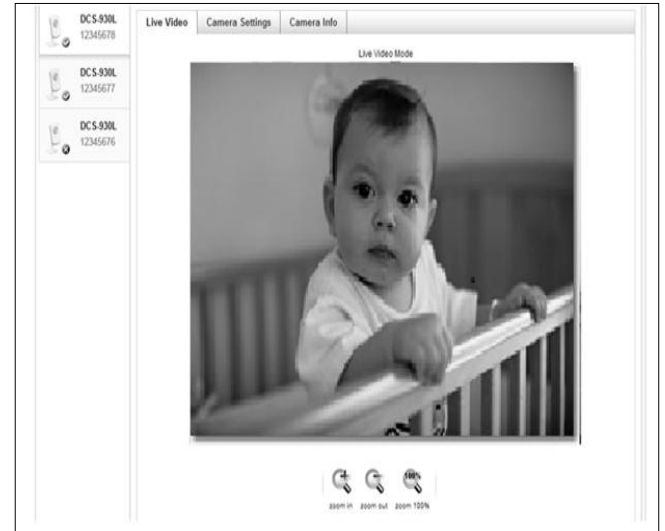 DCS-930L
12345678
DCS-930L
12345677
DCS-930L
12345676
Live Video Camera Settings Camera Info
Live Video Mode
100%
zoom in zoom out zoom 100%